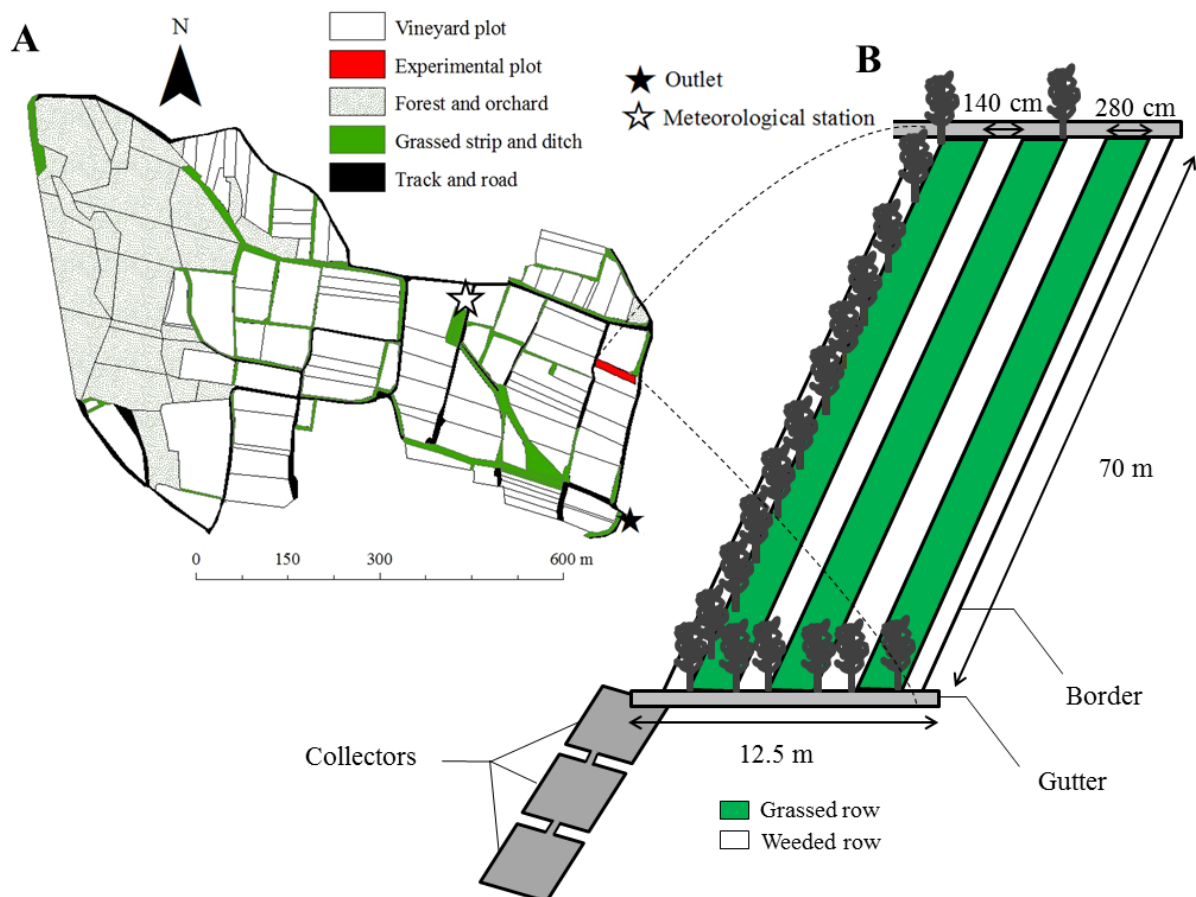 A
N
Vineyard plot
Experimental plot
Forest and orchard
Grassed strip and ditch
Track and road
Outlet
Meteorological station
0 150 300 600 m
B
140 cm
280 cm
70 m
Border
12.5 m
Gutter
Collectors
Grassed row
Weeded row